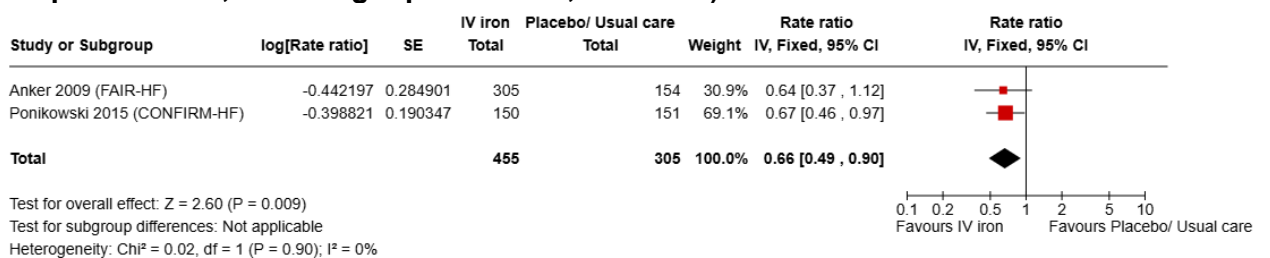 IV iron Placebo/ Usual care Rate ratio Rate ratio
Study or Subgroup log[Rate ratio] SE Total Total Weight IV, Fixed, 95% CI IV, Fixed, 95% CI
Anker 2009 (FAIR-HF) -0.442197 0.284901 305 154 30.9% 0.64 [0.37 , 1.12]
Ponikowski 2015 (CONFIRM-HF) -0.398821 0.190347 150 151 69.1% 0.67 [0.46 , 0.97]
Total 455 305 100.0% 0.66 [0.49 , 0.90]
Test for overall effect: Z = 2.60 (P = 0.009)
Test for subgroup differences: Not applicable
Heterogeneity: Chi² = 0.02, df = 1 (P = 0.90); I² = 0%
0.1 0.2 0.5 1 2 5 10
Favours IV iron Favours Placebo/ Usual care